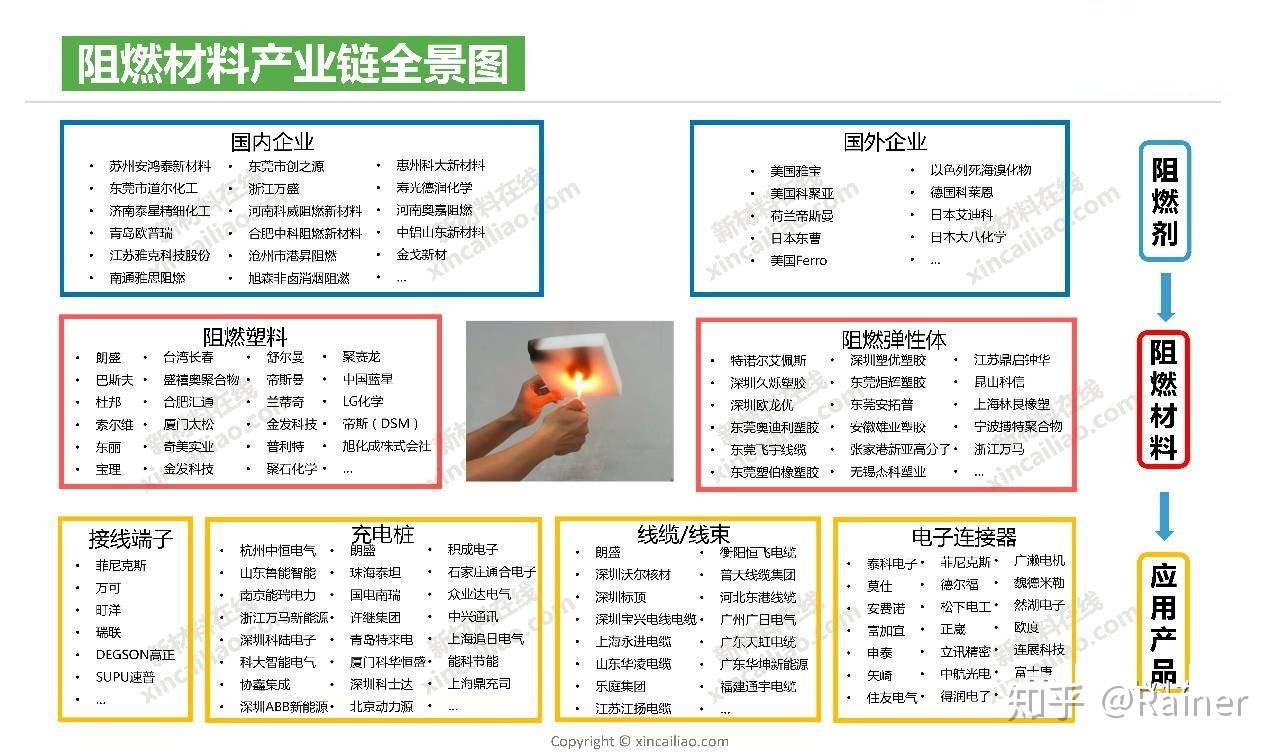 阻燃材料产业链全景图
国内企业
• 苏州安鸿泰新材料
• 东莞市道尔化工
• 济南泰星精细化工
• 青岛欧普瑞
• 江苏雅克科技股份
• 南通雅思阻燃
• 东莞市创之源
• 浙江万盛
• 河南科威阻燃新材料
• 合肥中科阻燃新材料
• 沧州市港昇阻燃
• 旭森非卤消烟阻燃
• 惠州科大新材料
• 寿光德润化学
• 河南奥嘉阻燃
• 中铝山东新材料
• 金戈新材
• ...
国外企业
• 美国雅宝
• 美国科聚亚
• 荷兰帝斯曼
• 日本东曹
• 美国Ferro
• 以色列死海溴化物
• 德国科莱恩
• 日本艾迪科
• 日本大八化学
• ...
阻燃剂
阻燃塑料
• 朗盛
• 巴斯夫
• 杜邦
• 索尔维
• 东丽
• 宝理
• 台湾长春
• 盛禧奥聚合物
• 合肥汇通
• 厦门太松
• 奇美实业
• 金发科技
• 舒尔曼
• 帝斯曼
• 兰蒂奇
• 金发科技
• 普利特
• 聚石化学
• 聚赛龙
• 中国蓝星
• LG化学
• 帝斯（DSM）
• 旭化成株式会社
• ...
阻燃弹性体
• 特诺尔艾佩斯
• 深圳久烁塑胶
• 深圳欧龙优
• 东莞奥迪利塑胶
• 东莞飞宇线缆
• 东莞塑伯橡塑胶
• 深圳塑优塑胶
• 东莞炬辉塑胶
• 东莞安拓普
• 安徽雄业塑胶
• 张家港新亚高分子
• 无锡杰科塑业
• 江苏鼎启钟华
• 昆山科信
• 上海林艮橡塑
• 宁波搏特聚合物
• 浙江万马
• ...
阻燃材料
接线端子
• 菲尼克斯
• 万可
• 町洋
• 瑞联
• DEGSON高正
• SUPU速普
• ...
充电桩
• 杭州中恒电气
• 山东鲁能智能
• 南京能瑞电力
• 浙江万马新能源
• 深圳科陆电子
• 科大智能电气
• 协鑫集成
• 深圳ABB新能源
• 朗盛
• 珠海泰坦
• 国电南瑞
• 许继集团
• 青岛特来电
• 厦门科华恒盛
• 深圳科士达
• 北京动力源
• 积成电子
• 石家庄通合电子
• 众业达电气
• 中兴通讯
• 上海追日电气
• 能科节能
• 上海鼎充司
• ...
线缆/线束
• 朗盛
• 深圳沃尔核材
• 深圳标顶
• 深圳宝兴电线电缆
• 上海永进电缆
• 山东华凌电缆
• 乐庭集团
• 江苏江扬电缆
• 衡阳恒飞电缆
• 普天线缆集团
• 河北东港线缆
• 广州广日电气
• 广东天虹电缆
• 广东华坤新能源
• 福建通宇电缆
• ...
电子连接器
• 泰科电子
• 莫仕
• 安费诺
• 富加宜
• 申泰
• 矢崎
• 住友电气
• 菲尼克斯
• 德尔福
• 松下电工
• 正崴
• 立讯精密
• 中航光电
• 得润电子
• 广濑电机
• 魏德米勒
• 然湖电子
• 欧度
• 连展科技
• 富士康
应用产品
新材料在线
xincailiao.com
知乎 @Rainer
Copyright © xincailiao.com